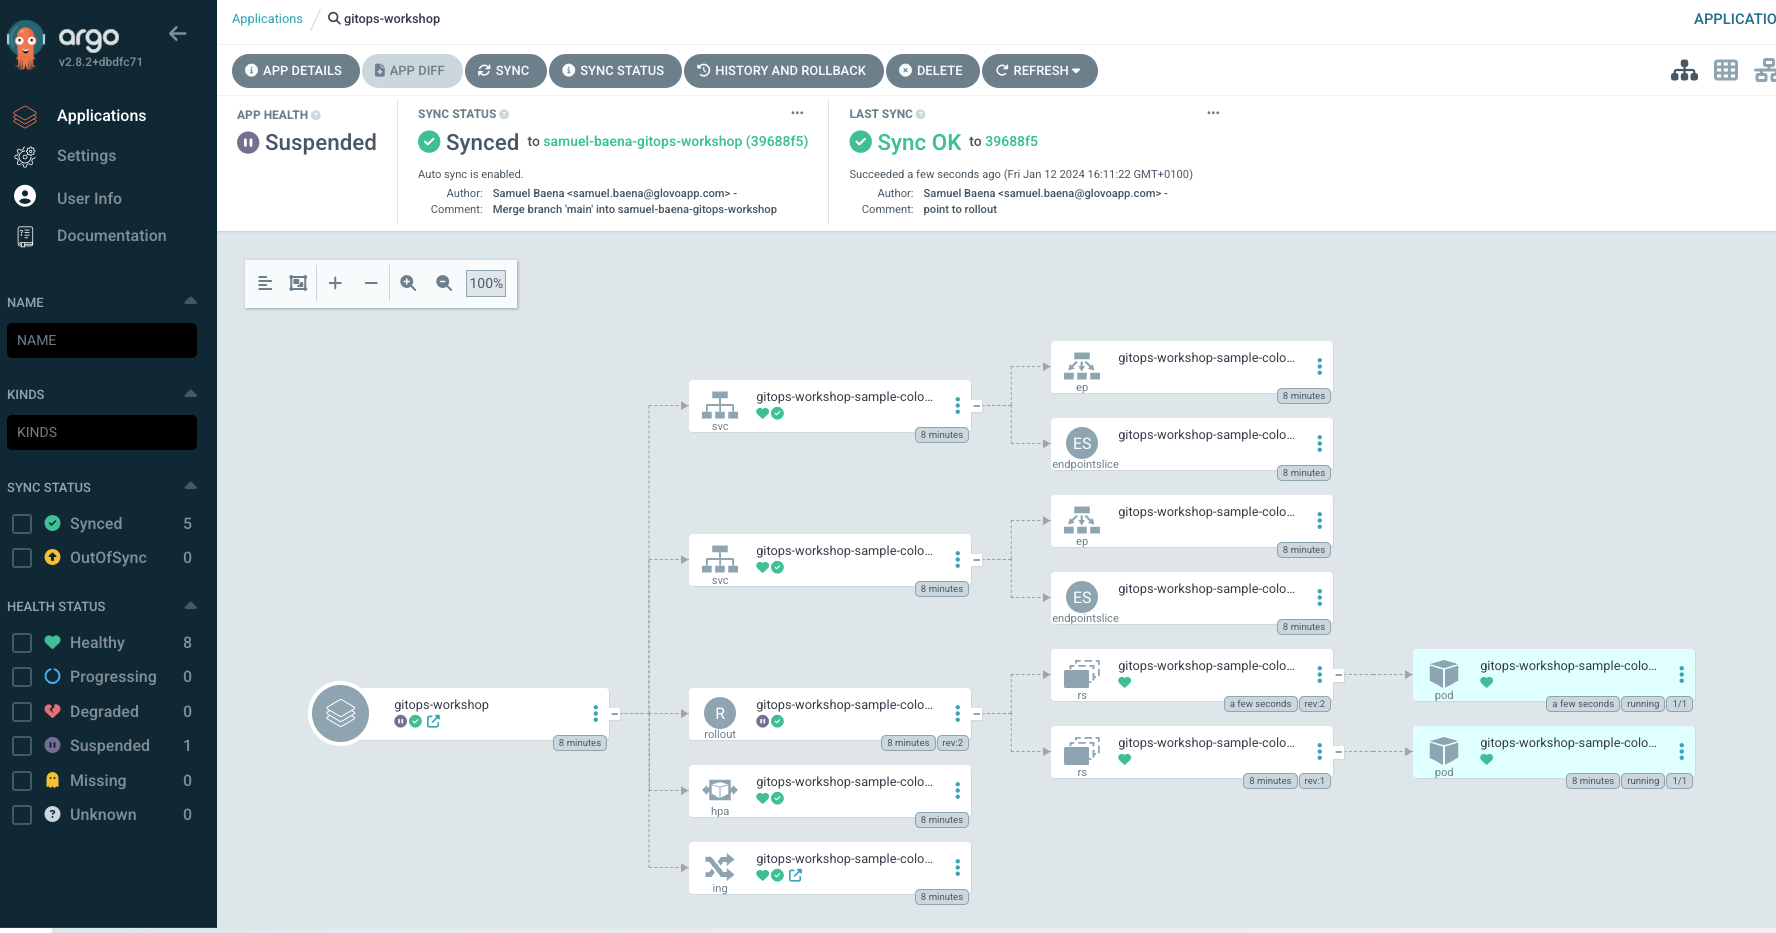 argo
v2.8.2+dbdfc71
Applications
Settings
User Info
Documentation
NAME
NAME
KINDS
KINDS
SYNC STATUS
Synced 5
OutOfSync 0
HEALTH STATUS
Healthy 8
Progressing 0
Degraded 0
Suspended 1
Missing 0
Unknown 0
Applications / gitops-workshop
APPLICATIO
APP DETAILS
APP DIFF
SYNC
SYNC STATUS
HISTORY AND ROLLBACK
DELETE
REFRESH
APP HEALTH
Suspended
SYNC STATUS
Synced to samuel-baena-gitops-workshop (39688f5)
Auto sync is enabled.
Author: Samuel Baena <samuel.baena@glovoapp.com> -
Comment: Merge branch 'main' into samuel-baena-gitops-workshop
LAST SYNC
Sync OK to 39688f5
Succeeded a few seconds ago (Fri Jan 12 2024 16:11:22 GMT+0100)
Author: Samuel Baena <samuel.baena@glovoapp.com> -
Comment: point to rollout
100%
gitops-workshop
8 minutes
gitops-workshop-sample-colo...
svc
8 minutes
gitops-workshop-sample-colo...
svc
8 minutes
R
gitops-workshop-sample-colo...
rollout
8 minutes rev:2
gitops-workshop-sample-colo...
hpa
8 minutes
gitops-workshop-sample-colo...
ing
8 minutes
gitops-workshop-sample-colo...
ep
8 minutes
ES
gitops-workshop-sample-colo...
endpointslice
8 minutes
gitops-workshop-sample-colo...
ep
8 minutes
ES
gitops-workshop-sample-colo...
endpointslice
8 minutes
gitops-workshop-sample-colo...
rs
a few seconds rev:2
gitops-workshop-sample-colo...
rs
8 minutes rev:1
gitops-workshop-sample-colo...
pod
a few seconds running 1/1
gitops-workshop-sample-colo...
pod
8 minutes running 1/1